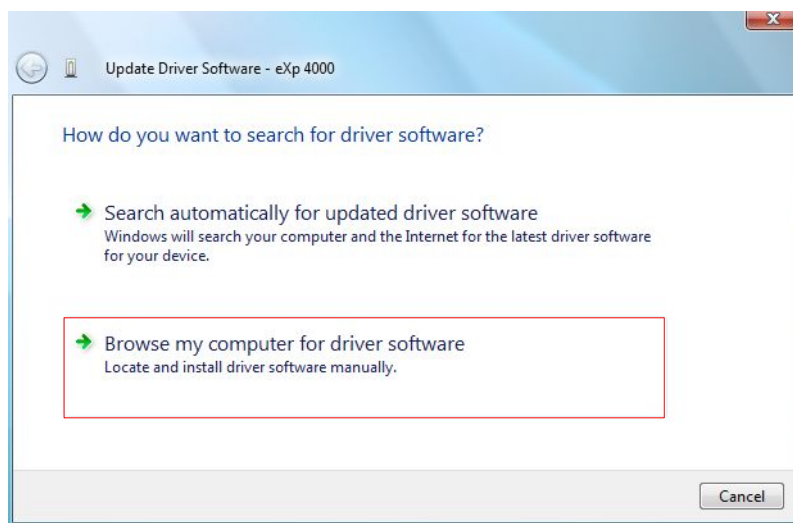 Update Driver Software - eXp 4000
How do you want to search for driver software?
Search automatically for updated driver software
Windows will search your computer and the Internet for the latest driver software
for your device.
Browse my computer for driver software
Locate and install driver software manually.
Cancel